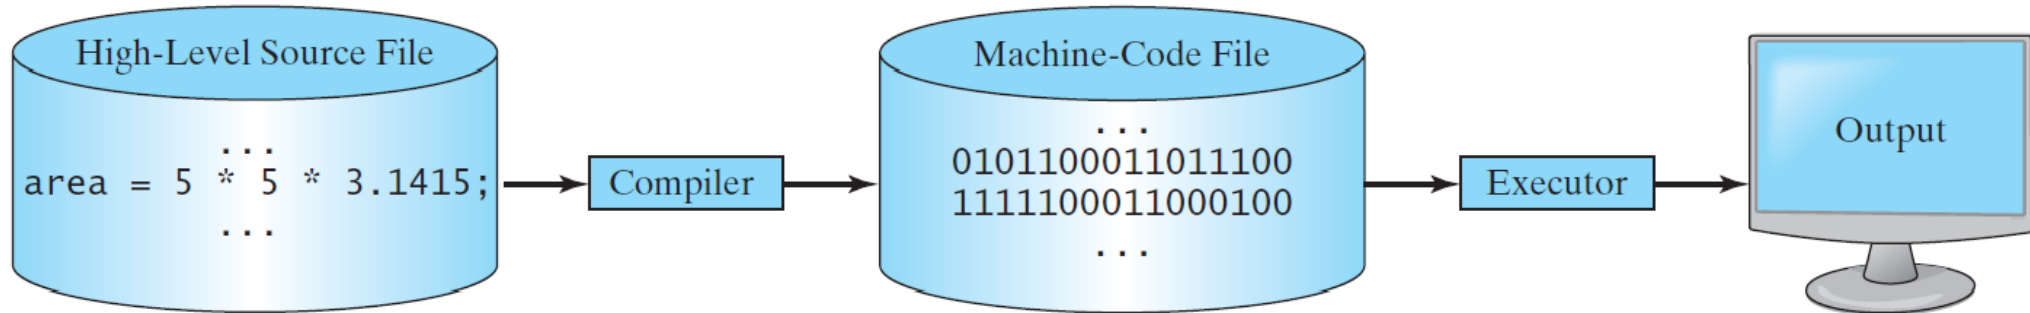 High-Level Source File
...
area = 5 * 5 * 3.1415;
...
Compiler
Machine-Code File
...
0101100011011100
1111100011000100
...
Executor
Output